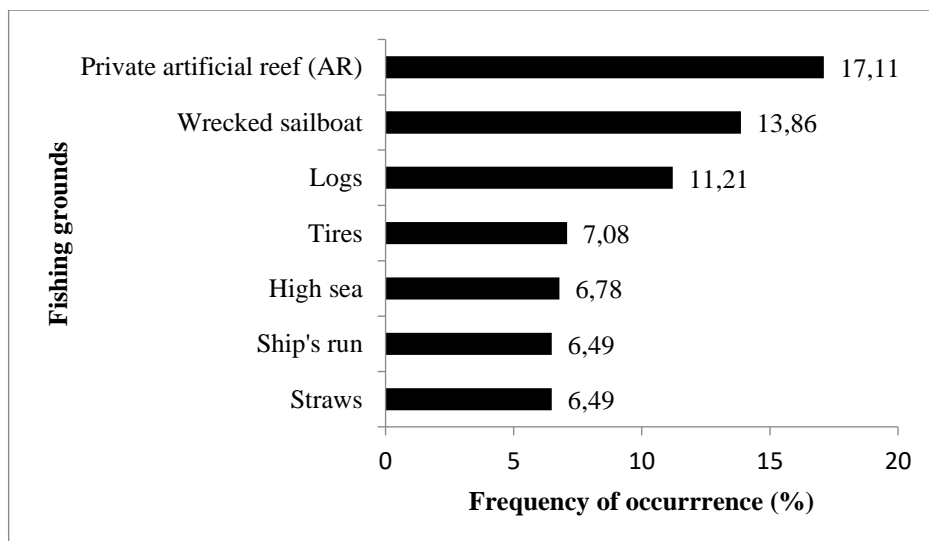 Fishing grounds
Private artificial reef (AR)
17,11
Wrecked sailboat
13,86
Logs
11,21
Tires
7,08
High sea
6,78
Ship's run
6,49
Straws
6,49
0
5
10
15
20
Frequency of occurrrence (%)